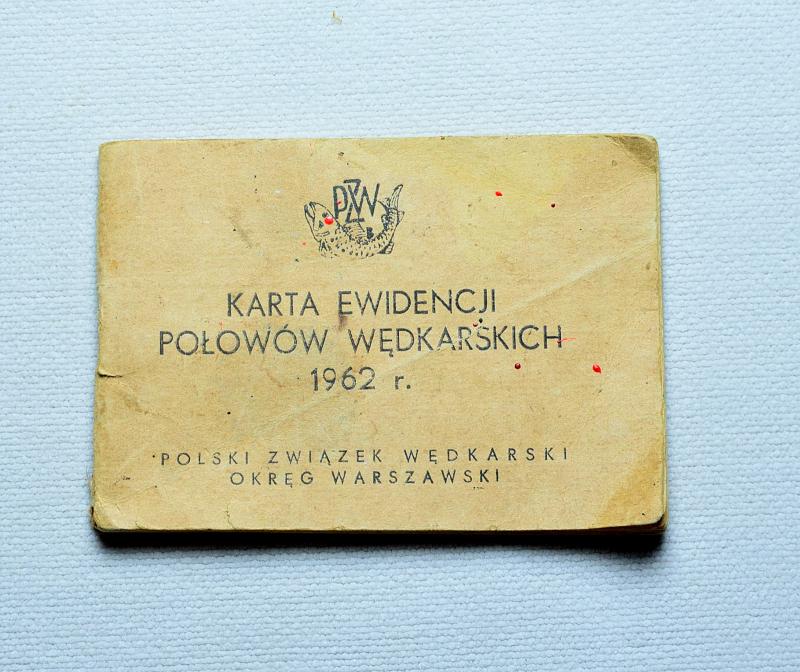 PZW
KARTA EWIDENCJI
POŁOWÓW WĘDKARSKICH
1962 r.
POLSKI ZWIĄZEK WĘDKARSKI
OKRĘG WARSZAWSKI